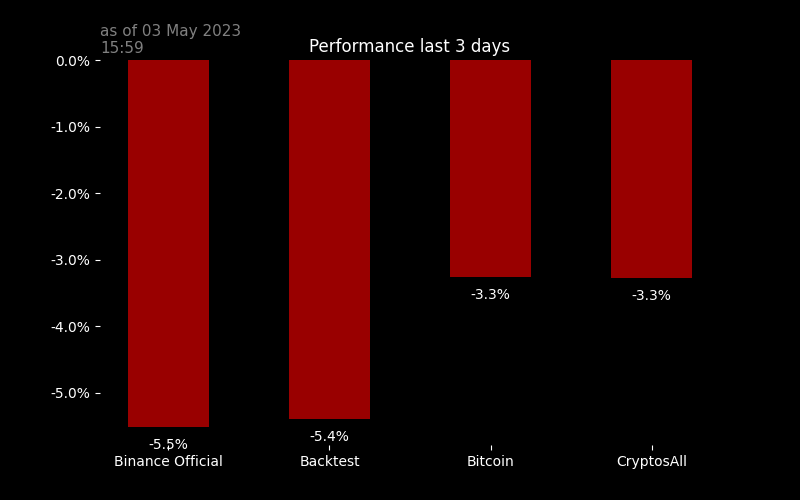 as of 03 May 2023
15:59
Performance last 3 days
0.0%
-1.0%
-2.0%
-3.0%
-4.0%
-5.0%
-5.5%
-5.4%
-3.3%
-3.3%
Binance Official
Backtest
Bitcoin
CryptosAll